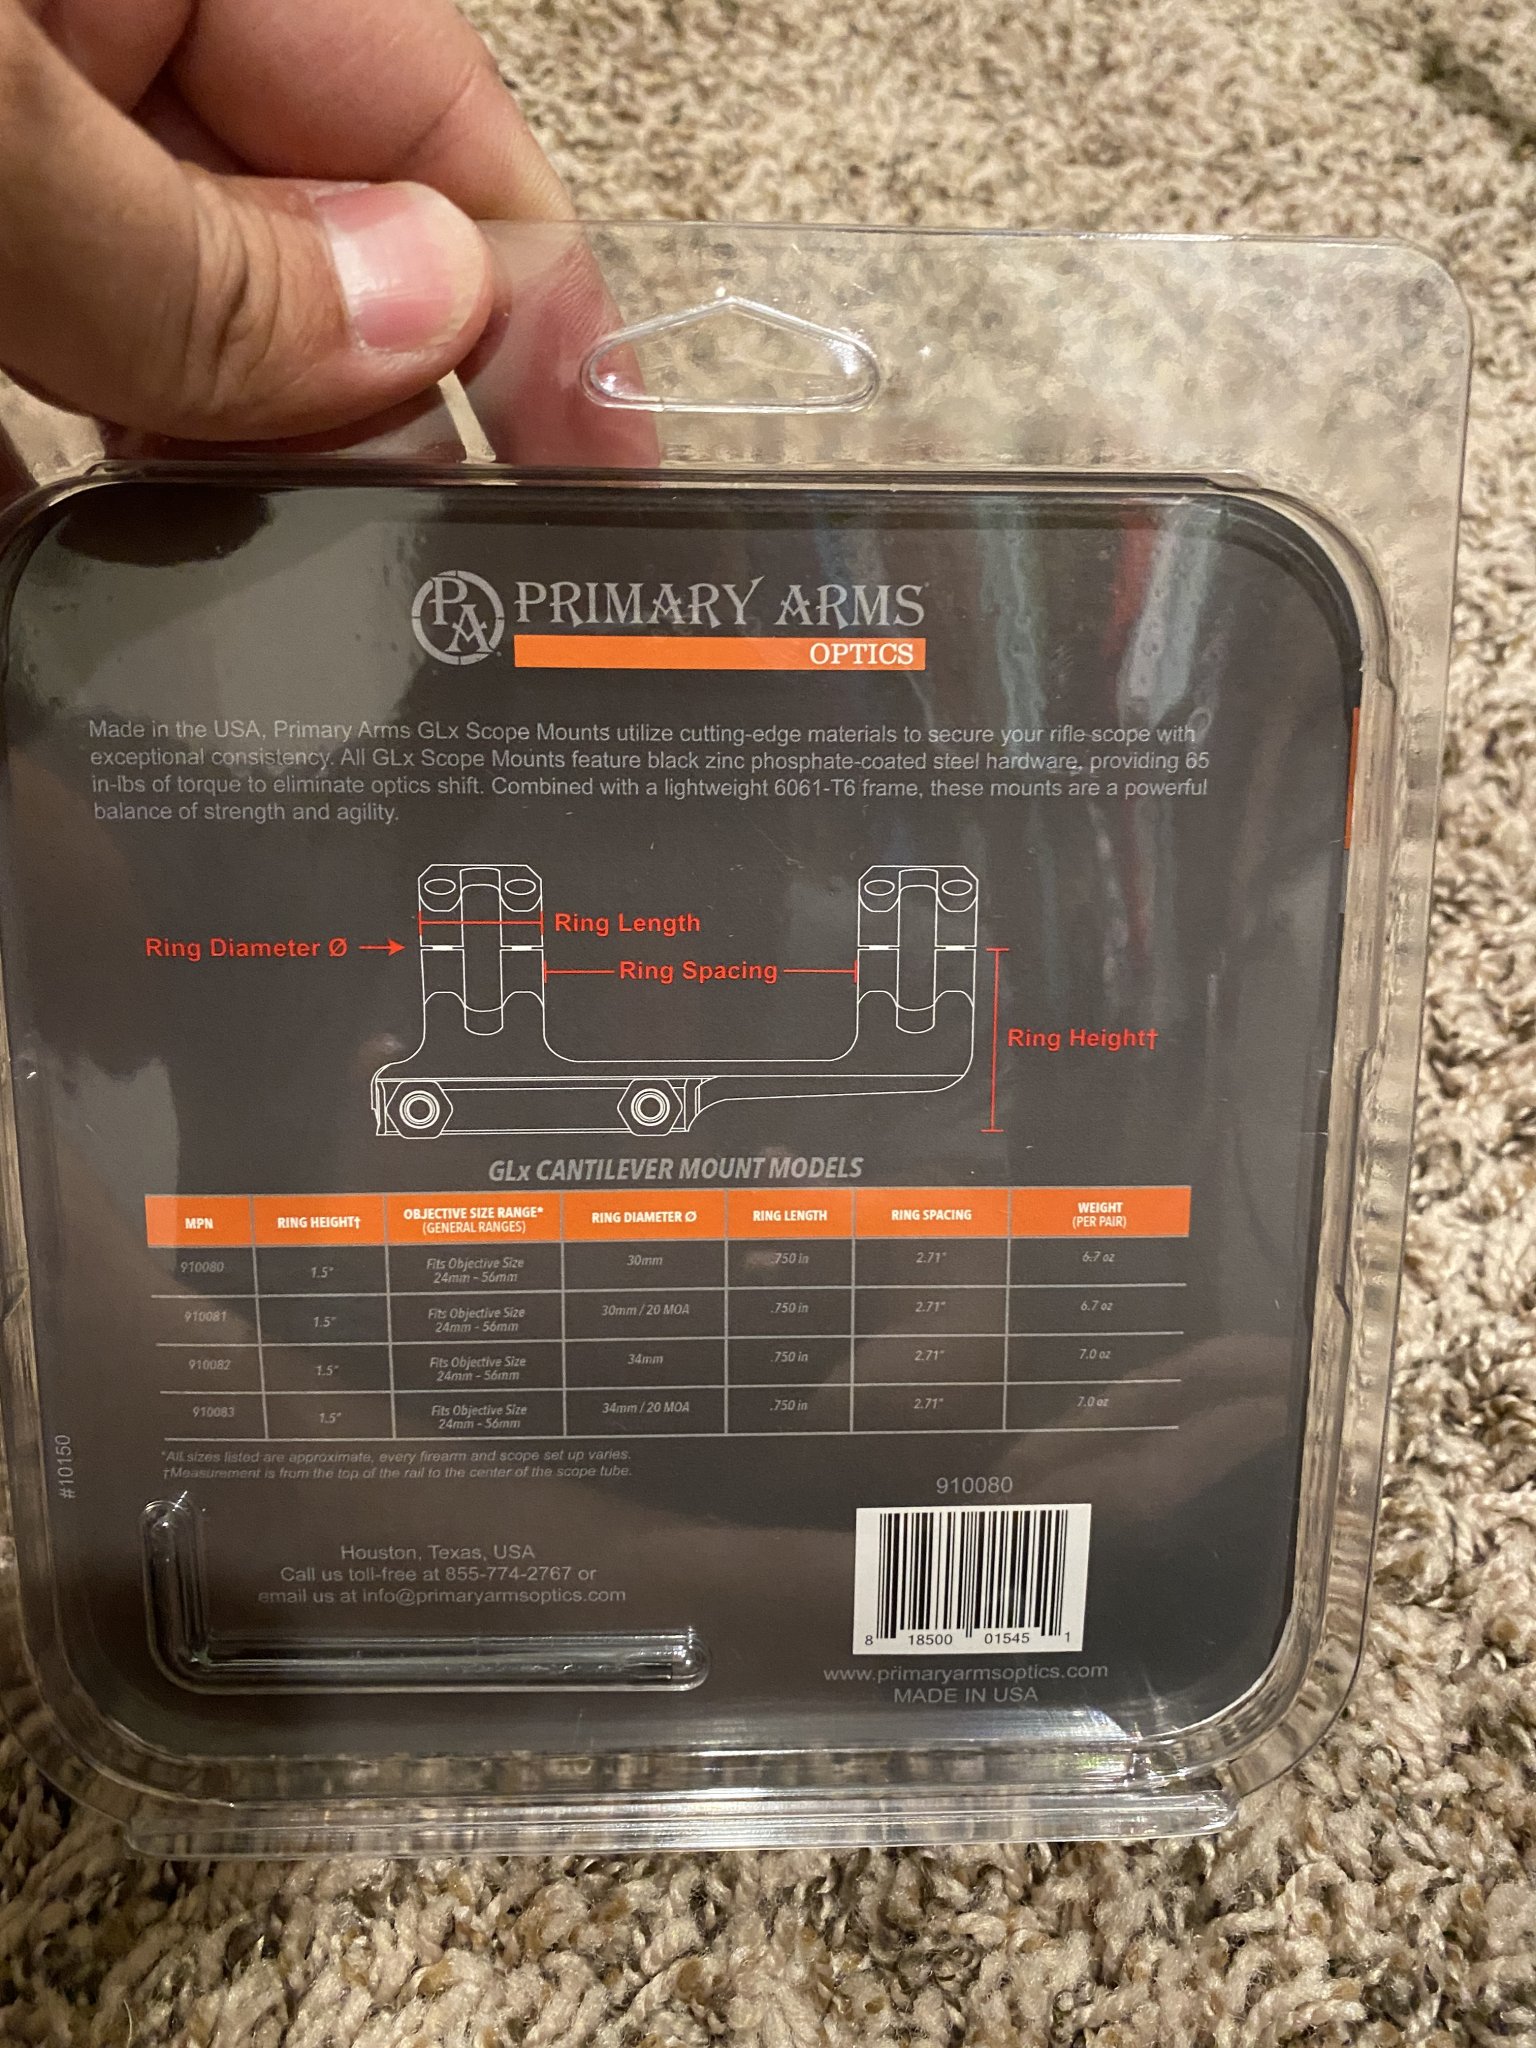 PA PRIMARY ARMS
OPTICS
Made in the USA, Primary Arms GLx Scope Mounts utilize cutting-edge materials to secure your rifle scope with
exceptional consistency. All GLx Scope Mounts feature black zinc phosphate-coated steel hardware, providing 65
in-lbs of torque to eliminate optics shift. Combined with a lightweight 6061-T6 frame, these mounts are a powerful
balance of strength and agility.
Ring Length
Ring Diameter Ø
Ring Spacing
Ring Height†
GLx CANTILEVER MOUNT MODELS
MPN RING HEIGHT† OBJECTIVE SIZE RANGE* (GENERAL RANGES) RING DIAMETER Ø RING LENGTH RING SPACING WEIGHT (PER PAIR)
910080 1.5" Fits Objective Size 24mm - 56mm 30mm .750 in 2.71" 6.7 oz
910081 1.5" Fits Objective Size 24mm - 56mm 30mm / 20 MOA .750 in 2.71" 6.7 oz
910082 1.5" Fits Objective Size 24mm - 56mm 34mm .750 in 2.71" 7.0 oz
910083 1.5" Fits Objective Size 24mm - 56mm 34mm / 20 MOA .750 in 2.71" 7.0 oz
*All sizes listed are approximate, every firearm and scope set up varies.
†Measurement is from the top of the rail to the center of the scope tube.
#10150
Houston, Texas, USA
Call us toll-free at 855-774-2767 or
email us at info@primaryarmsoptics.com
910080
8 18500 01545 1
www.primaryarmsoptics.com
MADE IN USA